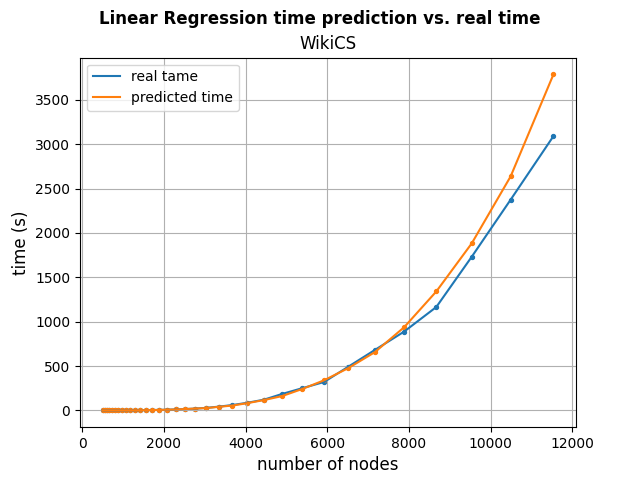 Linear Regression time prediction vs. real time
WikiCS
real tame
predicted time
3500
3000
2500
2000
1500
1000
500
0
time (s)
0 2000 4000 6000 8000 10000 12000
number of nodes